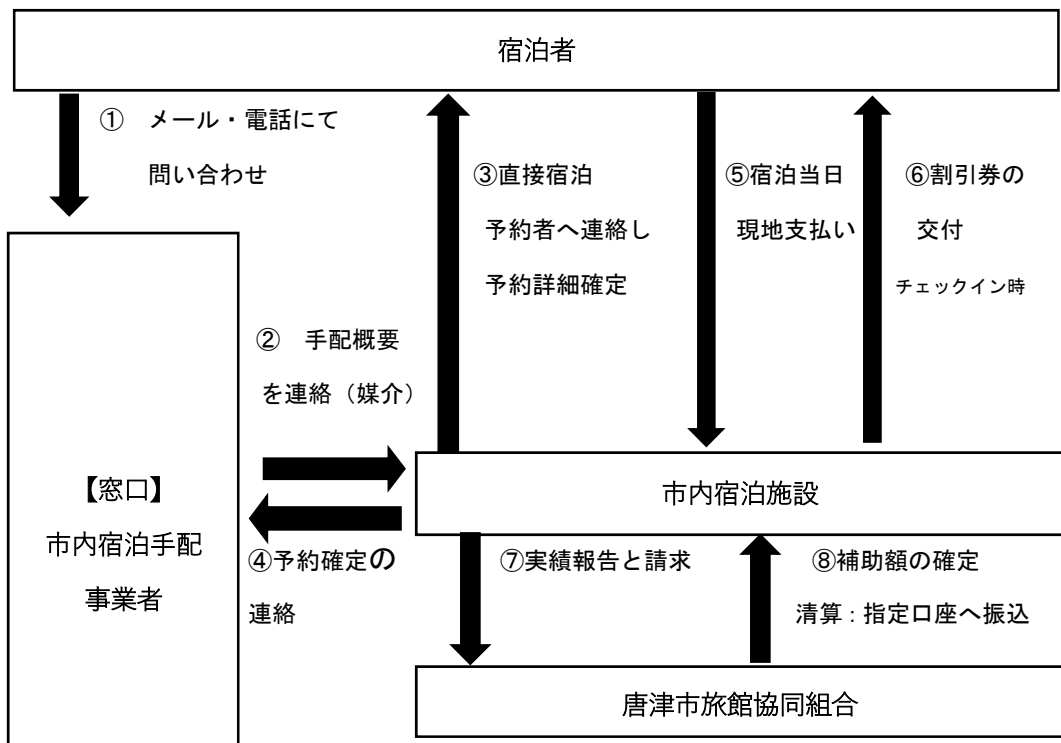 宿泊者
①　メール・電話にて
問い合わせ
③直接宿泊
予約者へ連絡し
予約詳細確定
⑤宿泊当日
現地支払い
⑥割引券の
交付
チェックイン時
②　手配概要
を連絡（媒介）
【窓口】
市内宿泊手配
事業者
市内宿泊施設
④予約確定の
連絡
⑦実績報告と請求
⑧補助額の確定
清算：指定口座へ振込
唐津市旅館協同組合